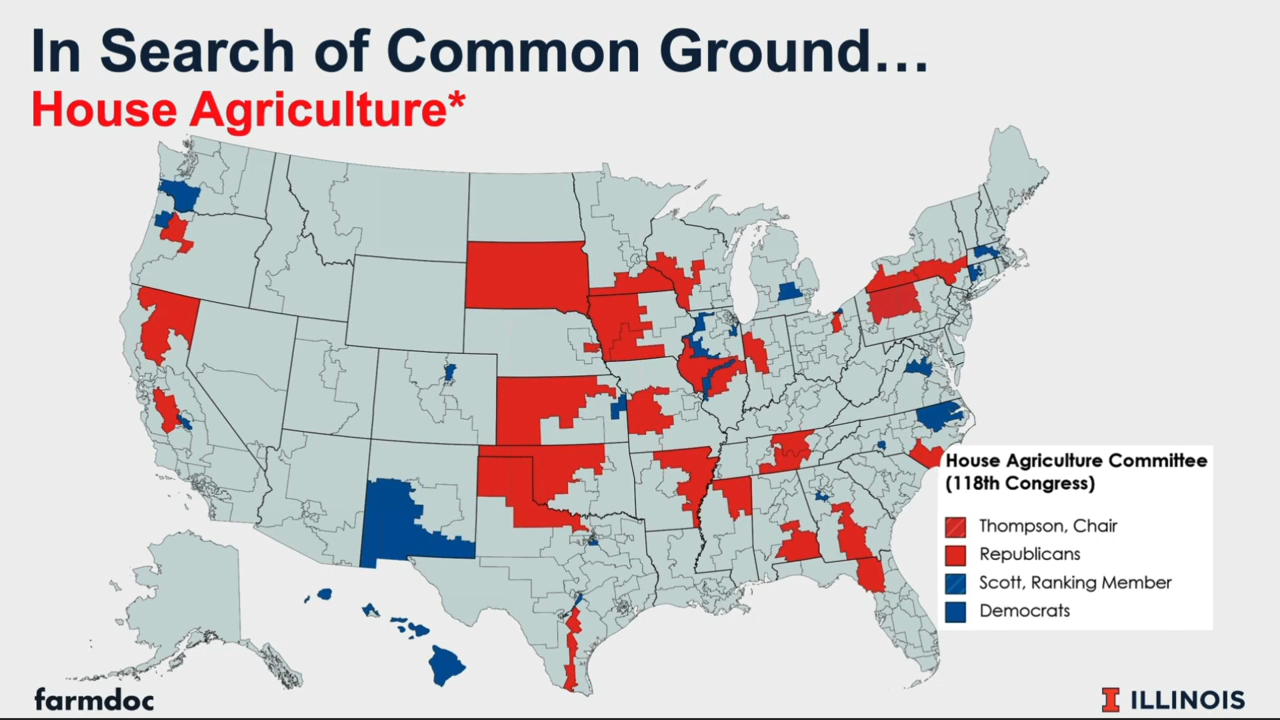 In Search of Common Ground...
House Agriculture*
House Agriculture Committee
(118th Congress)
Thompson, Chair
Republicans
Scott, Ranking Member
Democrats
farmdoc
I ILLINOIS